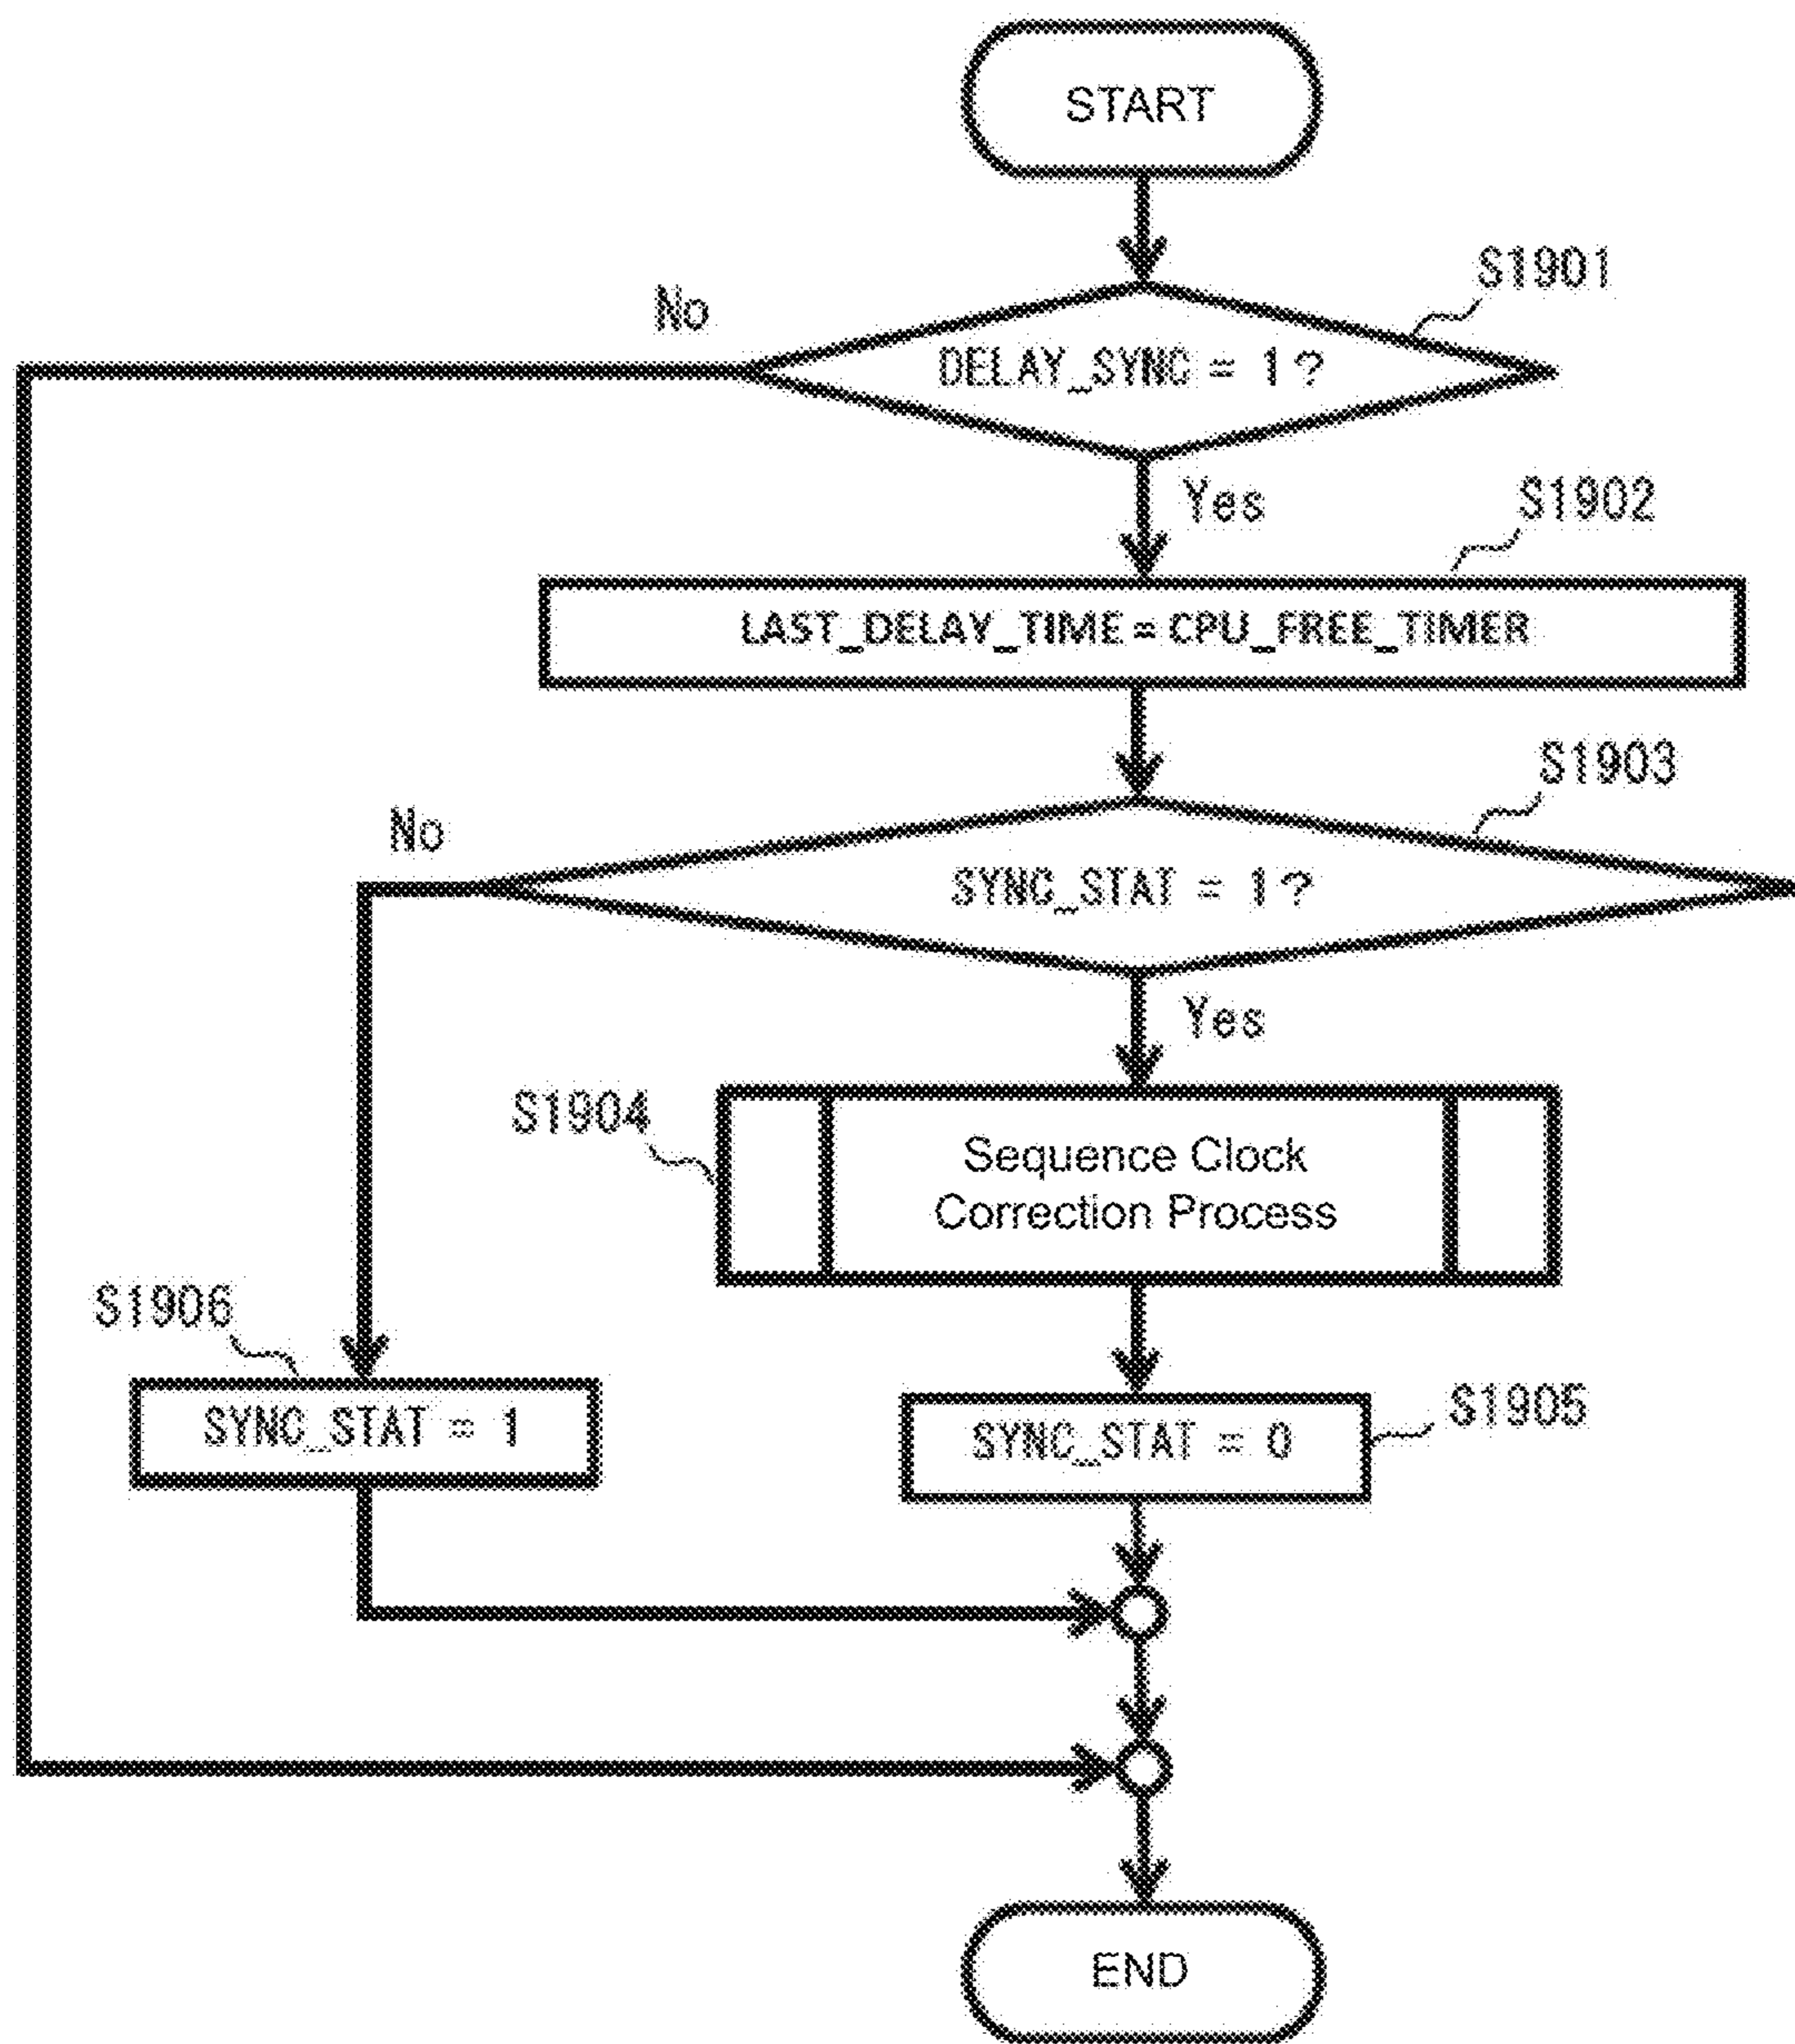 START
S1901
No
DELAY_SYNC = 1?
Yes
S1902
LAST_DELAY_TIME = CPU_FREE_TIMER
S1903
No
SYNC_STAT = 1?
Yes
S1904
Sequence Clock
Correction Process
S1906
SYNC_STAT = 1
S1905
SYNC_STAT = 0
END